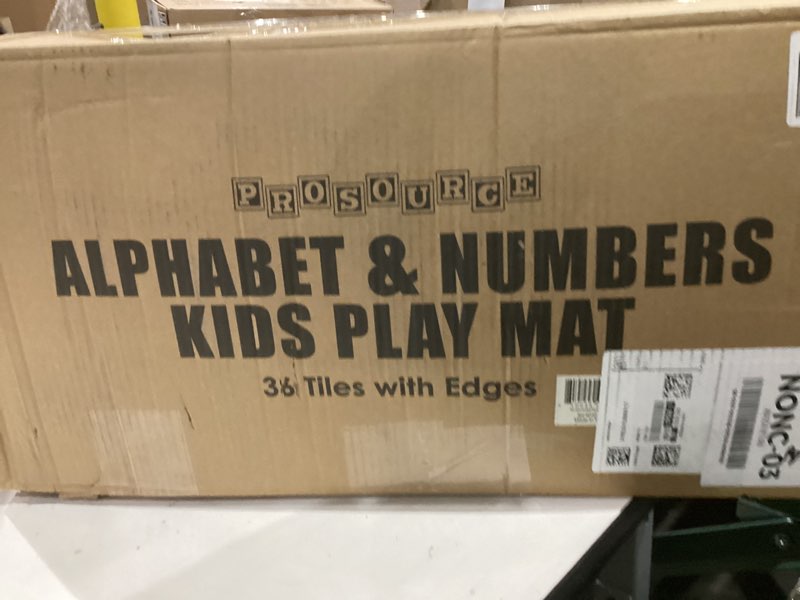 PROSOURCE
ALPHABET & NUMBERS
KIDS PLAY MAT
36 Tiles with Edges
NONC-03